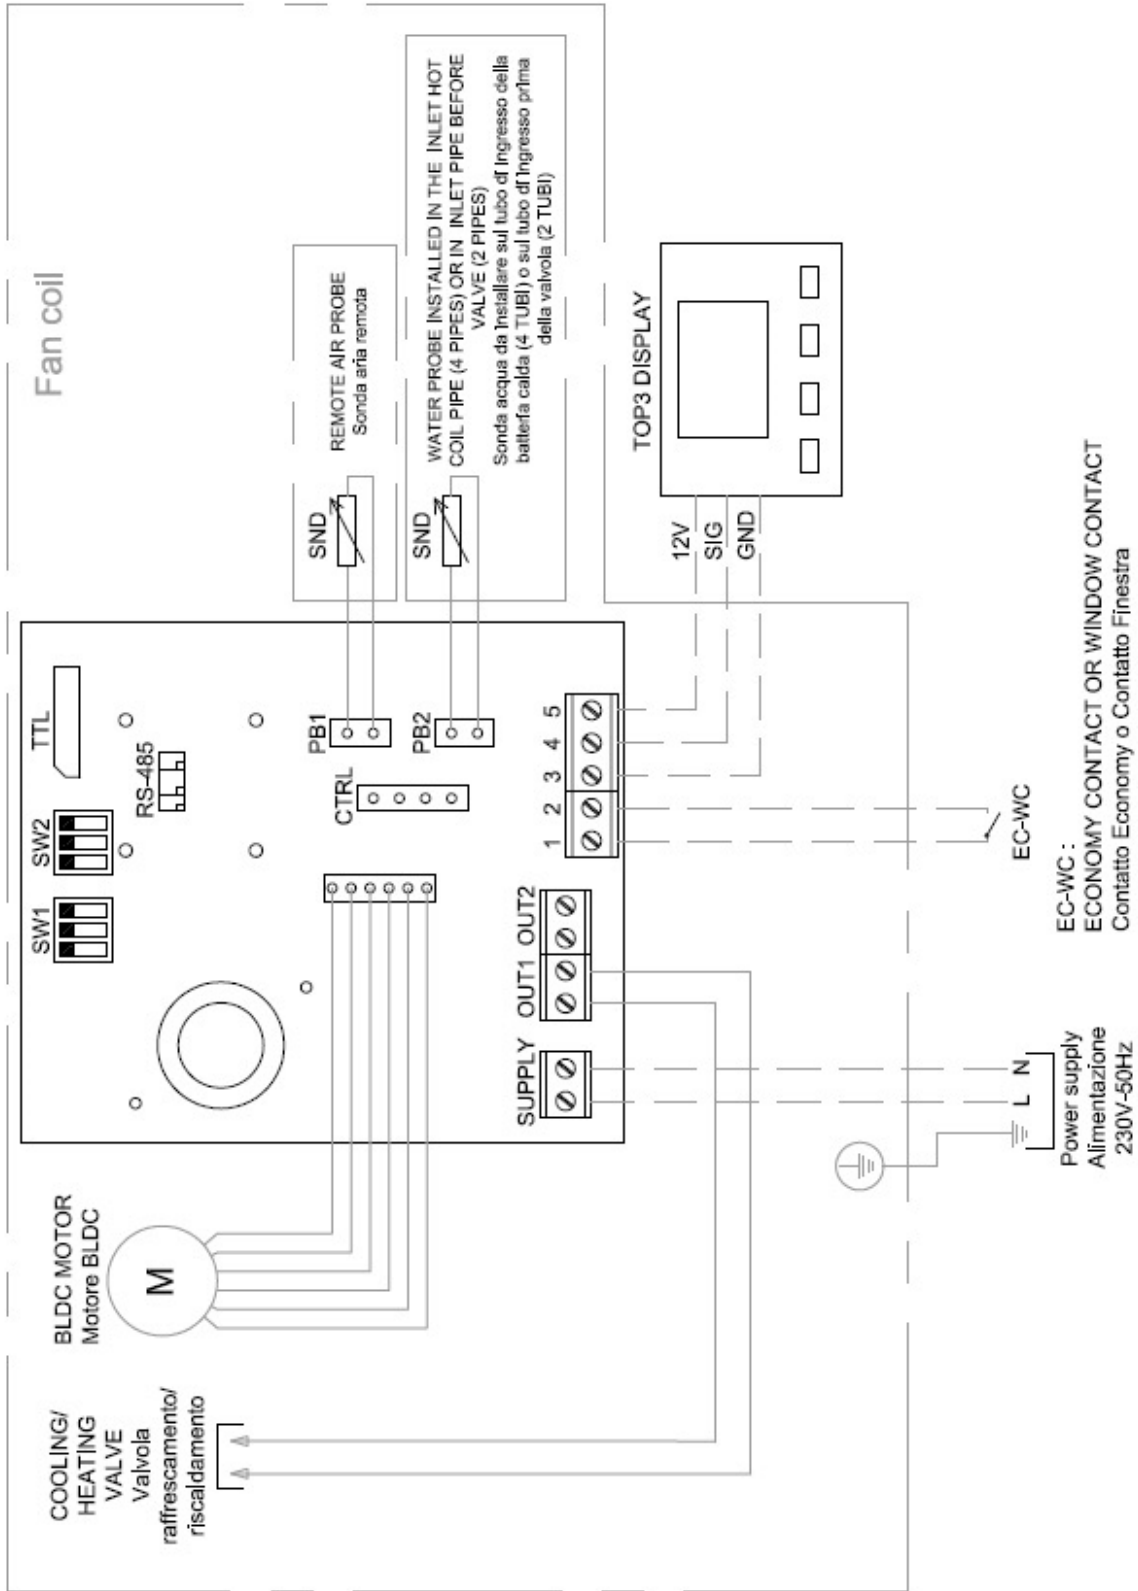 Fan coil
REMOTE AIR PROBE
Sonda aria remota
WATER PROBE INSTALLED IN THE INLET HOT
COIL PIPE (4 PIPES) OR IN INLET PIPE BEFORE
VALVE (2 PIPES)
Sonda acqua da installare sul tubo di ingresso della
batteria calda (4 TUBI) o sul tubo di ingresso prima
della valvola (2 TUBI)
SND
SND
TOP3 DISPLAY
12V
SIG
GND
TTL
RS-485
SW2
SW1
PB1
PB2
CTRL
1 2 3 4 5
SUPPLY OUT1 OUT2
BLDC MOTOR
Motore BLDC
M
COOLING/
HEATING
VALVE
Valvola
raffrescamento/
riscaldamento
L N
Power supply
Alimentazione
230V-50Hz
EC-WC
EC-WC :
ECONOMY CONTACT OR WINDOW CONTACT
Contatto Economy o Contatto Finestra